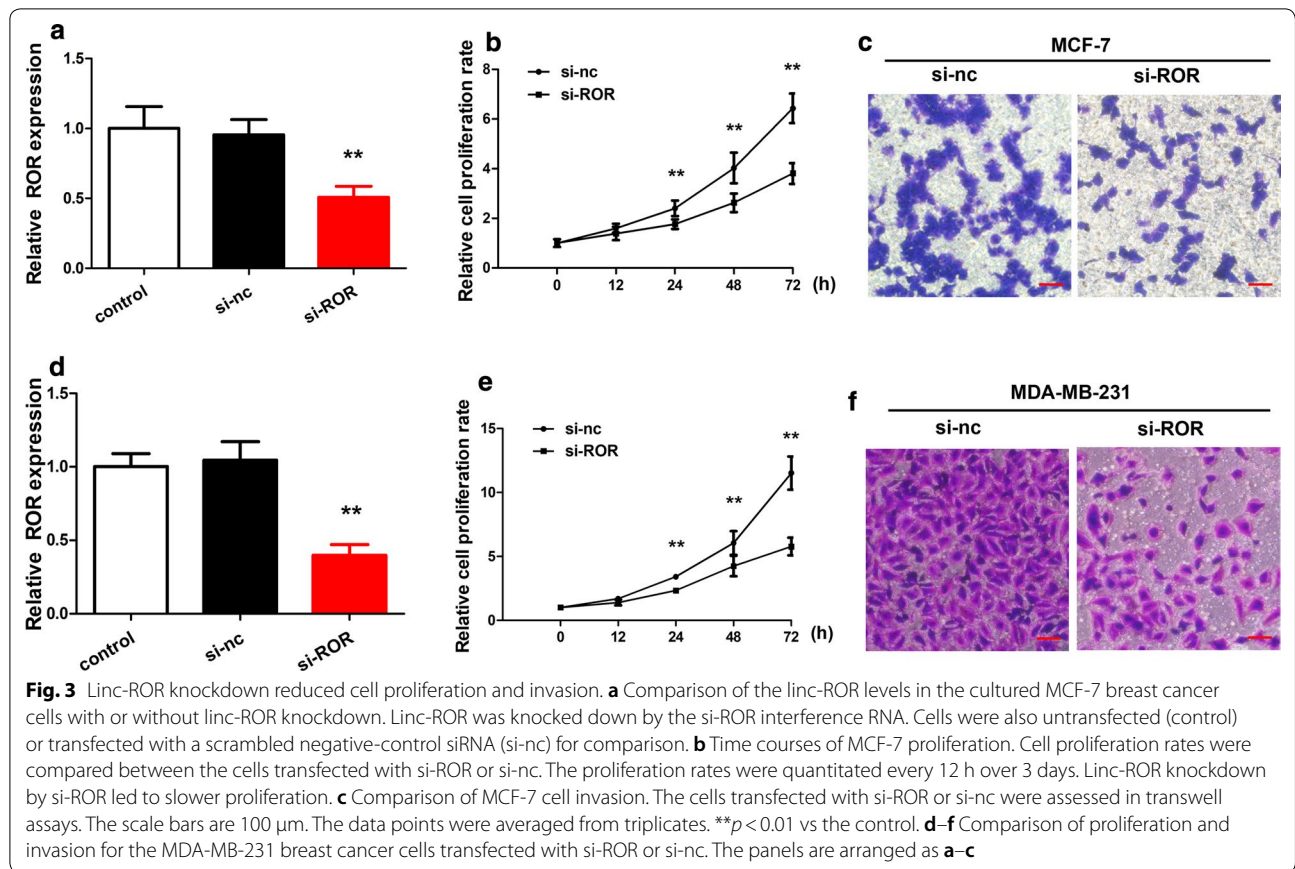 a
Relative ROR expression
1.5
1.0
0.5
0.0
control
si-nc
si-ROR
**
b
Relative cell proliferation rate
8
6
4
2
0
si-nc
si-ROR
**
**
**
0 12 24 48 72 (h)
c
MCF-7
si-nc si-ROR
d
Relative ROR expression
1.5
1.0
0.5
0.0
control
si-nc
si-ROR
**
e
Relative cell proliferation rate
15
10
5
0
si-nc
si-ROR
**
**
**
0 12 24 48 72 (h)
f
MDA-MB-231
si-nc si-ROR
Fig. 3 Linc-ROR knockdown reduced cell proliferation and invasion. a Comparison of the linc-ROR levels in the cultured MCF-7 breast cancer
cells with or without linc-ROR knockdown. Linc-ROR was knocked down by the si-ROR interference RNA. Cells were also untransfected (control)
or transfected with a scrambled negative-control siRNA (si-nc) for comparison. b Time courses of MCF-7 proliferation. Cell proliferation rates were
compared between the cells transfected with si-ROR or si-nc. The proliferation rates were quantitated every 12 h over 3 days. Linc-ROR knockdown
by si-ROR led to slower proliferation. c Comparison of MCF-7 cell invasion. The cells transfected with si-ROR or si-nc were assessed in transwell
assays. The scale bars are 100 μm. The data points were averaged from triplicates. **p < 0.01 vs the control. d–f Comparison of proliferation and
invasion for the MDA-MB-231 breast cancer cells transfected with si-ROR or si-nc. The panels are arranged as a–c